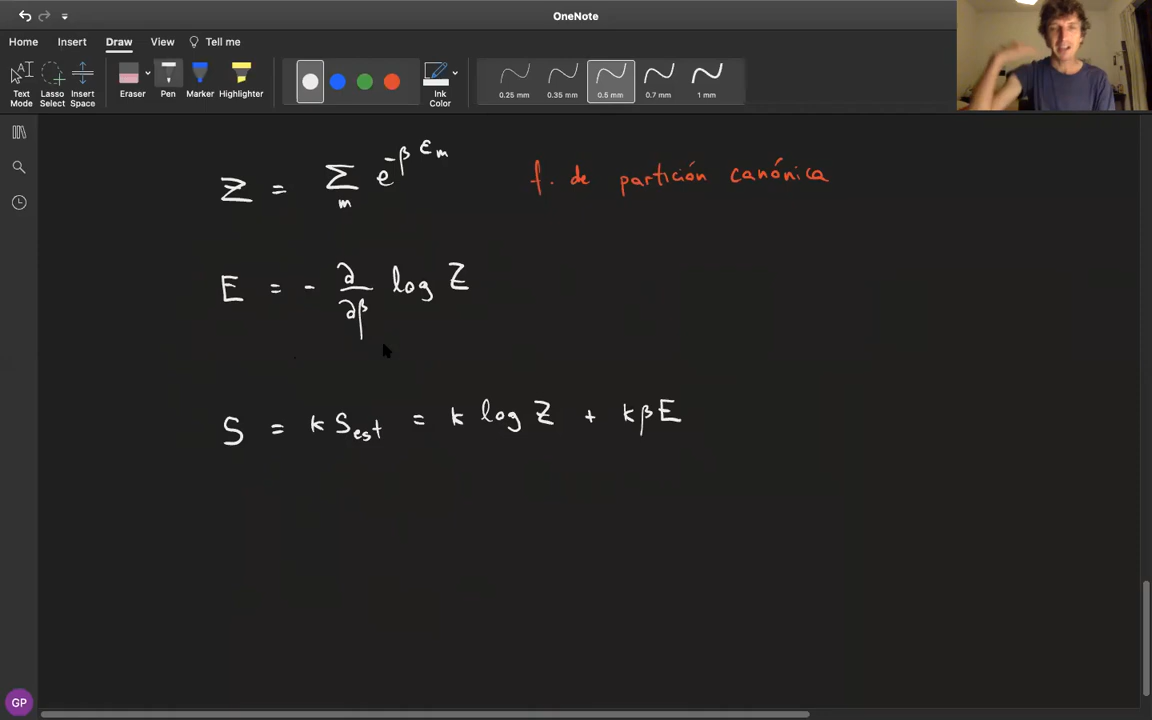 OneNote
Home Insert Draw View Tell me
Text Mode Lasso Select Insert Space Eraser Pen Marker Highlighter Ink Color 0.25 mm 0.35 mm 0.5 mm 0.7 mm 1 mm
Z = Σ_m e^{-β ε_m} f. de partición canónica
E = - ∂/∂β log Z
S = k S_est = k log Z + kβE
GP